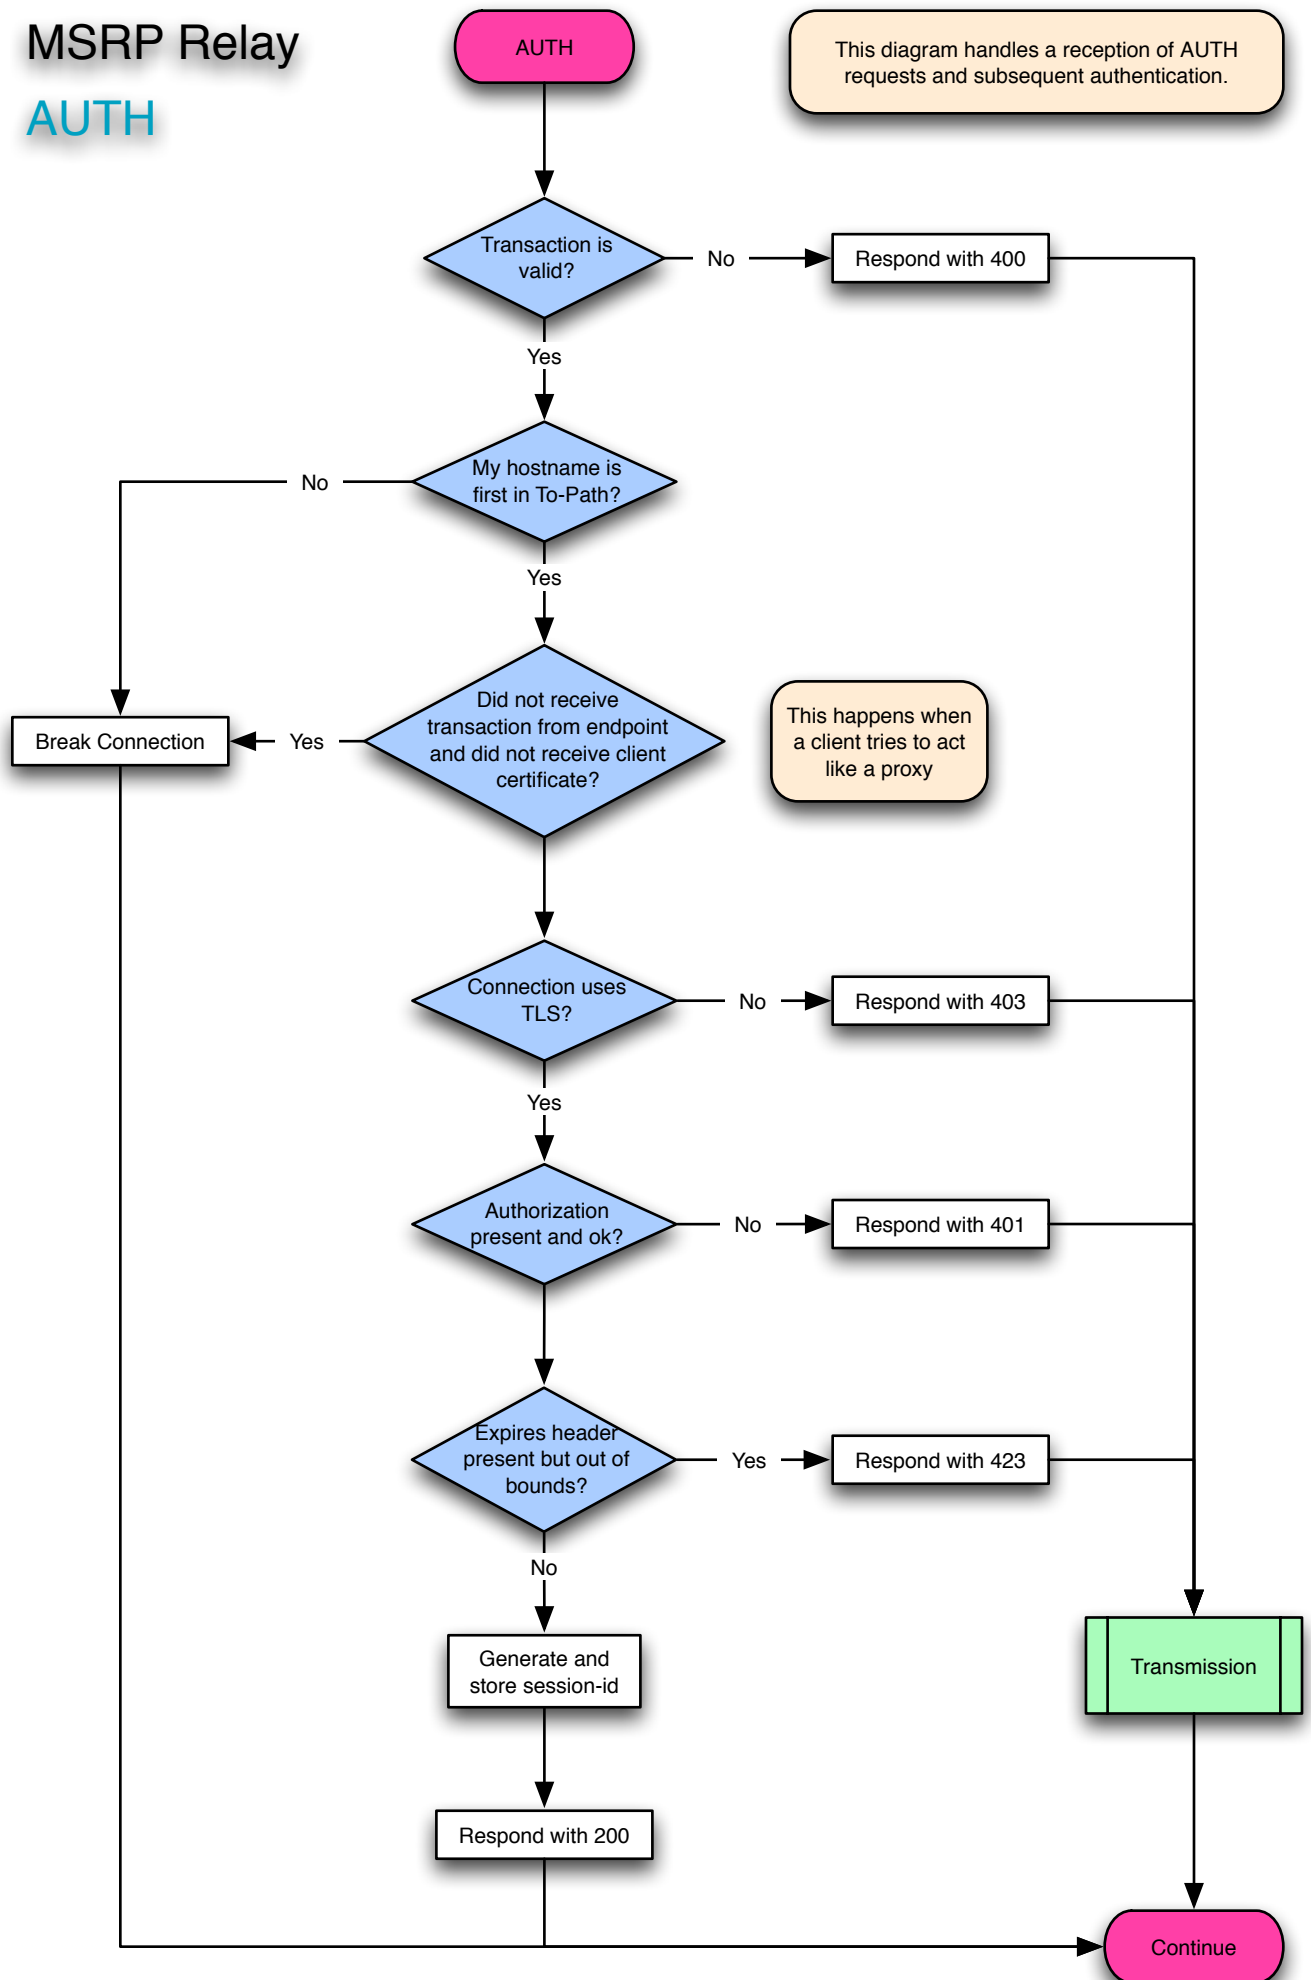 MSRP Relay
AUTH
AUTH
This diagram handles a reception of AUTH
requests and subsequent authentication.
Transaction is
valid?
No
Respond with 400
Yes
My hostname is
first in To-Path?
No
Yes
Did not receive
transaction from endpoint
and did not receive client
certificate?
Yes
Break Connection
This happens when
a client tries to act
like a proxy
Connection uses
TLS?
No
Respond with 403
Yes
Authorization
present and ok?
No
Respond with 401
Expires header
present but out of
bounds?
Yes
Respond with 423
No
Generate and
store session-id
Transmission
Respond with 200
Continue